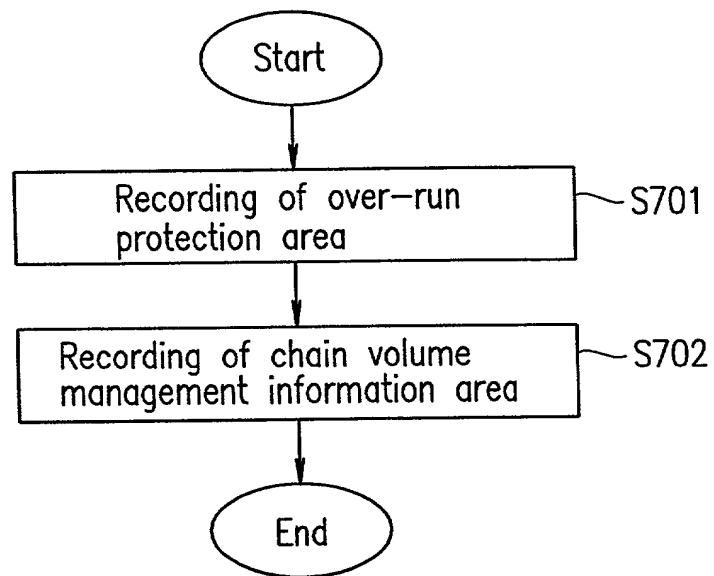 Start
Recording of over-run
protection area
S701
Recording of chain volume
management information area
S702
End